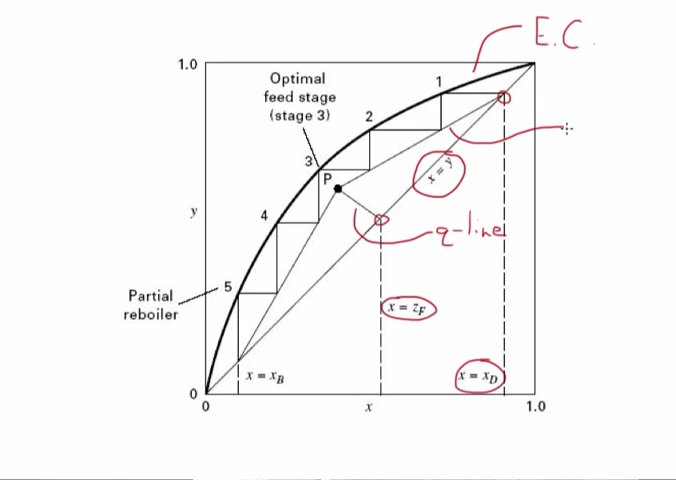 E.C.
1.0
Optimal
feed stage
(stage 3)
1
2
3
P
x = y
4
y
q-line
5
Partial
reboiler
x = zF
x = xB
x = xD
0
0
x
1.0